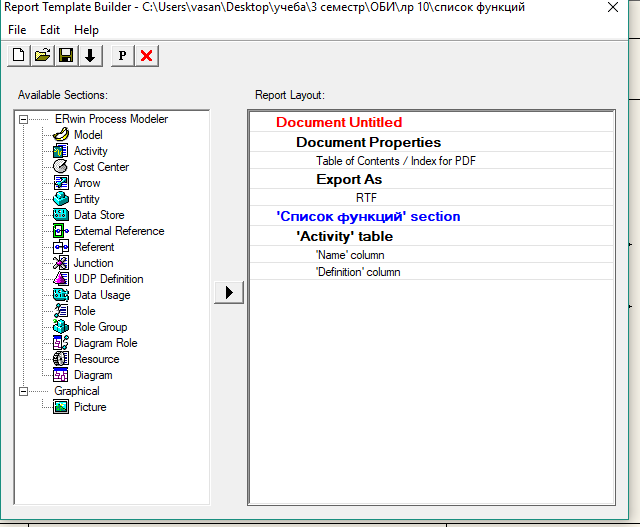 Report Template Builder - C:\Users\vasan\Desktop\учеба\3 семестр\ОБИ\лр 10\список функций
File Edit Help
P
Available Sections:
ERwin Process Modeler
Model
Activity
Cost Center
Arrow
Entity
Data Store
External Reference
Referent
Junction
UDP Definition
Data Usage
Role
Role Group
Diagram Role
Resource
Diagram
Graphical
Picture
Report Layout:
Document Untitled
Document Properties
Table of Contents / Index for PDF
Export As
RTF
'Список функций' section
'Activity' table
'Name' column
'Definition' column